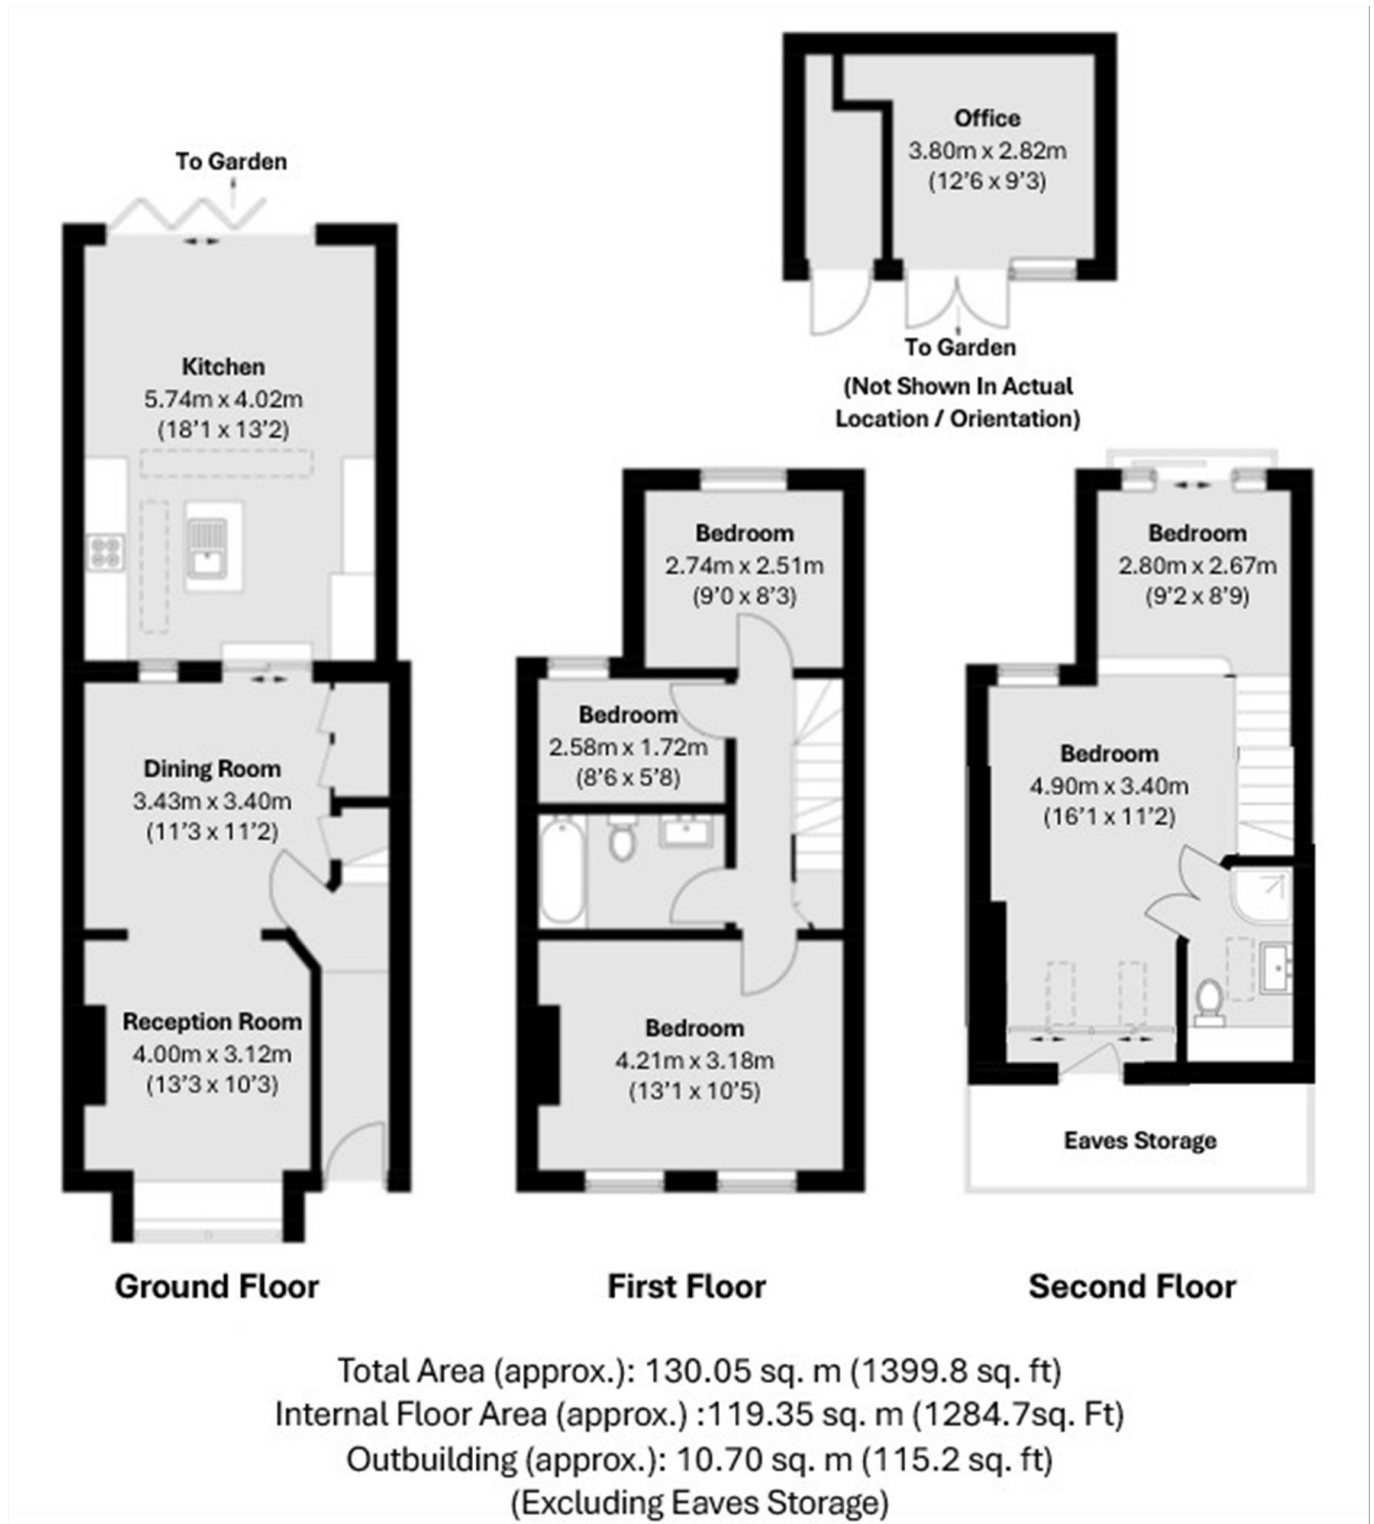 Office
3.80m x 2.82m
(12'6 x 9'3)
To Garden
(Not Shown In Actual
Location / Orientation)
To Garden
Kitchen
5.74m x 4.02m
(18'1 x 13'2)
Dining Room
3.43m x 3.40m
(11'3 x 11'2)
Reception Room
4.00m x 3.12m
(13'3 x 10'3)
Ground Floor
Bedroom
2.74m x 2.51m
(9'0 x 8'3)
Bedroom
2.58m x 1.72m
(8'6 x 5'8)
Bedroom
4.21m x 3.18m
(13'1 x 10'5)
First Floor
Bedroom
2.80m x 2.67m
(9'2 x 8'9)
Bedroom
4.90m x 3.40m
(16'1 x 11'2)
Eaves Storage
Second Floor
Total Area (approx.): 130.05 sq. m (1399.8 sq. ft)
Internal Floor Area (approx.) :119.35 sq. m (1284.7sq. Ft)
Outbuilding (approx.): 10.70 sq. m (115.2 sq. ft)
(Excluding Eaves Storage)